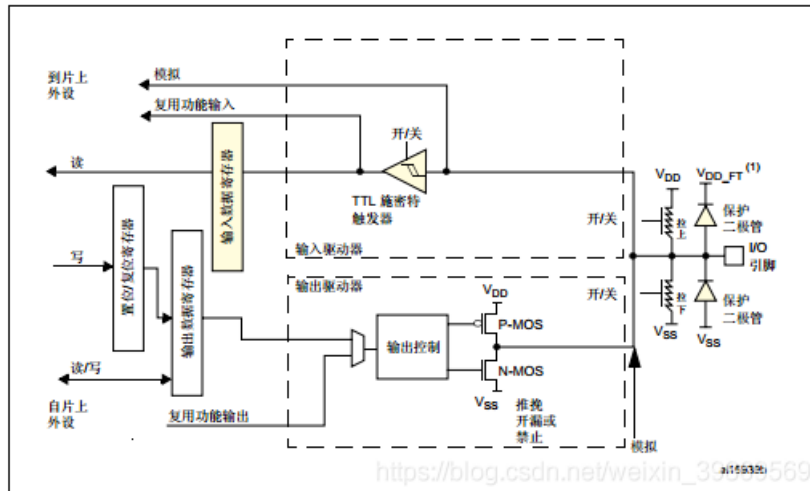 到片上
外设
模拟
复用功能输入
读
输入数据寄存器
开/关
TTL 施密特
触发器
输入驱动器
开/关
VDD
VDD_FT (1)
拉上
保护
二极管
I/O
引脚
拉下
保护
二极管
VSS
VSS
写
置位/复位寄存器
输出数据寄存器
读/写
自片上
外设
复用功能输出
输出驱动器
开/关
输出控制
VDD
P-MOS
N-MOS
VSS
推挽
开漏或
禁止
模拟